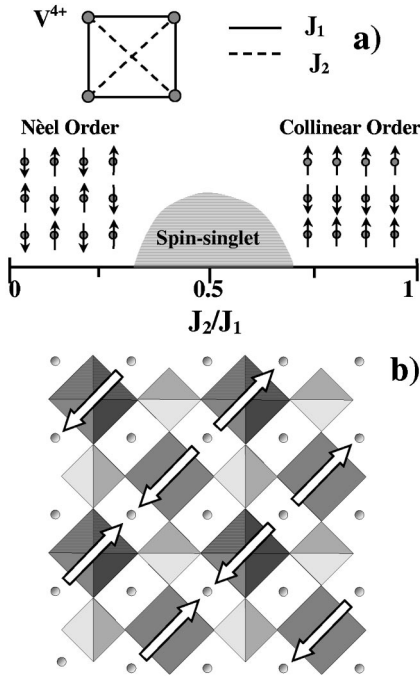 V4+
J1
a)
J2
Nèel Order
Collinear Order
Spin-singlet
0
0.5
1
J2/J1
b)